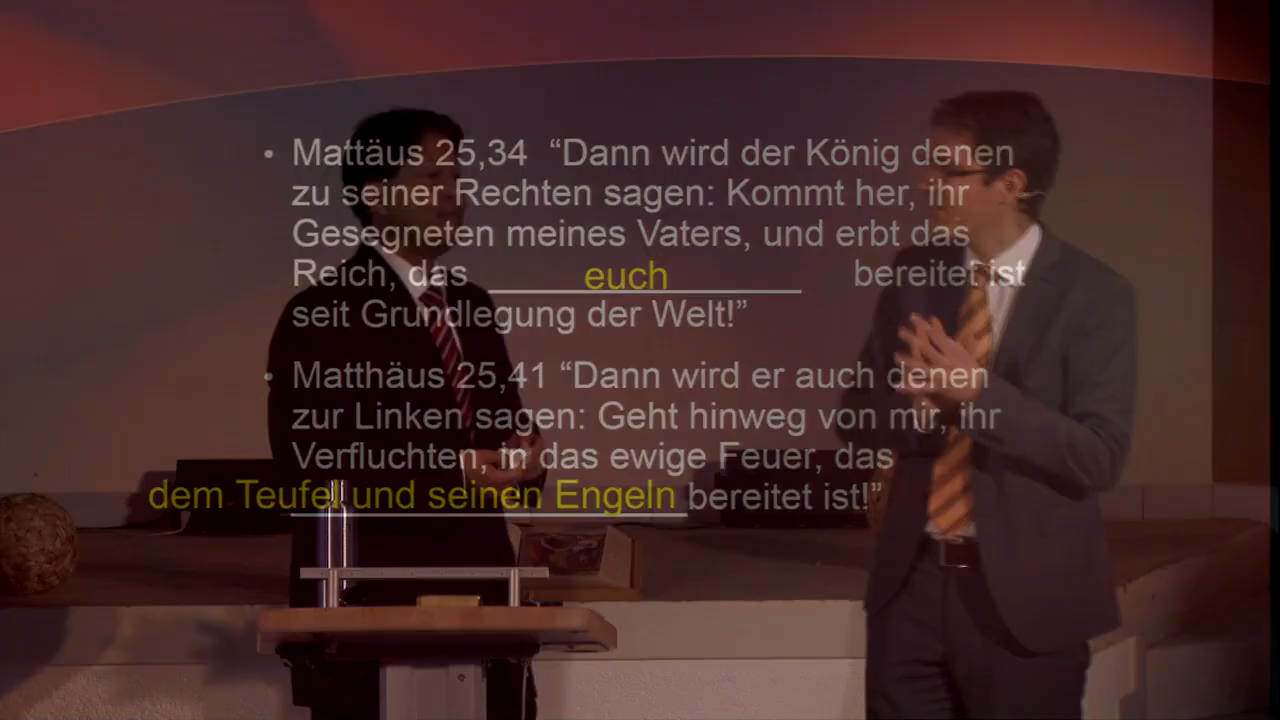 • Mattäus 25,34 “Dann wird der König denen
zu seiner Rechten sagen: Kommt her, ihr
Gesegneten meines Vaters, und erbt das
Reich, das euch bereitet ist
seit Grundlegung der Welt!”
• Matthäus 25,41 “Dann wird er auch denen
zur Linken sagen: Geht hinweg von mir, ihr
Verfluchten, in das ewige Feuer, das
dem Teufel und seinen Engeln bereitet ist!”